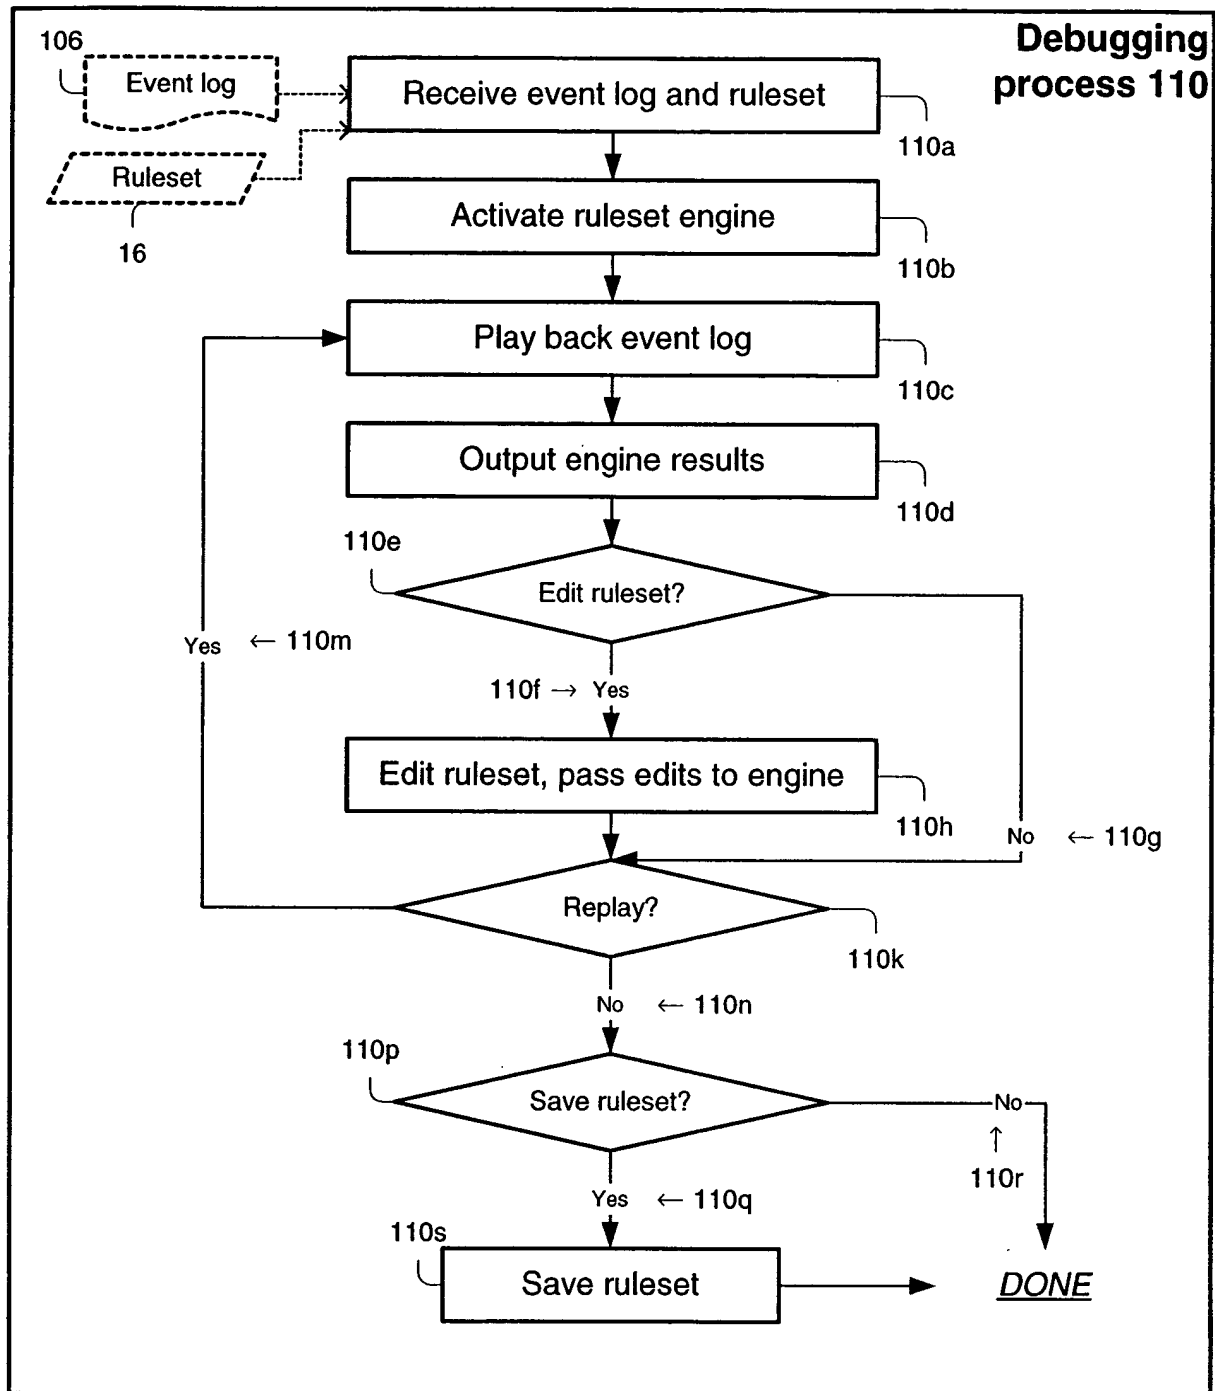 Debugging
process 110
106
Event log
Receive event log and ruleset
110a
Ruleset
16
Activate ruleset engine
110b
Play back event log
110c
Output engine results
110d
110e
Edit ruleset?
Yes ← 110m
110f → Yes
Edit ruleset, pass edits to engine
110h
No ← 110g
Replay?
110k
No ← 110n
110p
Save ruleset?
No
↑
110r
Yes ← 110q
110s
Save ruleset
DONE